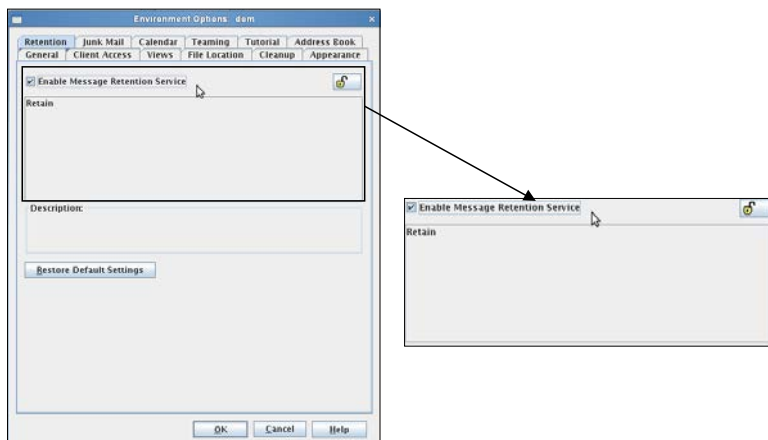 Environment Options: dom
Retention Junk Mail Calendar Teaming Tutorial Address Book
General Client Access Views File Location Cleanup Appearance
Enable Message Retention Service
Retain
Description:
Restore Default Settings
OK Cancel Help
Enable Message Retention Service
Retain